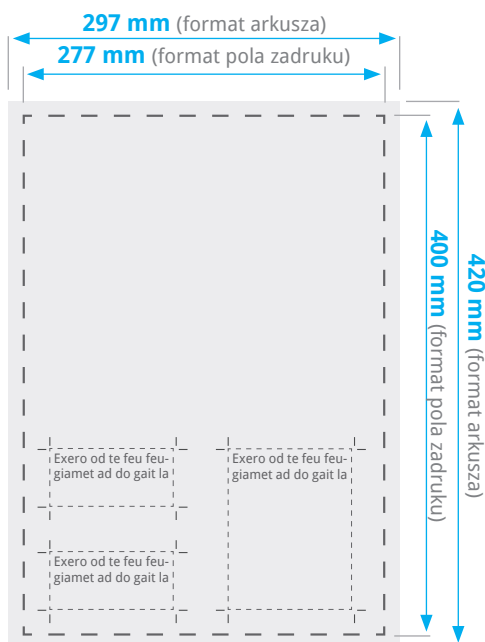 297 mm (format arkusza)
277 mm (format pola zadruku)
400 mm (format pola zadruku)
420 mm (format arkusza)
Exero od te feu feu-
giamet ad do gait la
Exero od te feu feu-
giamet ad do gait la
Exero od te feu feu-
giamet ad do gait la